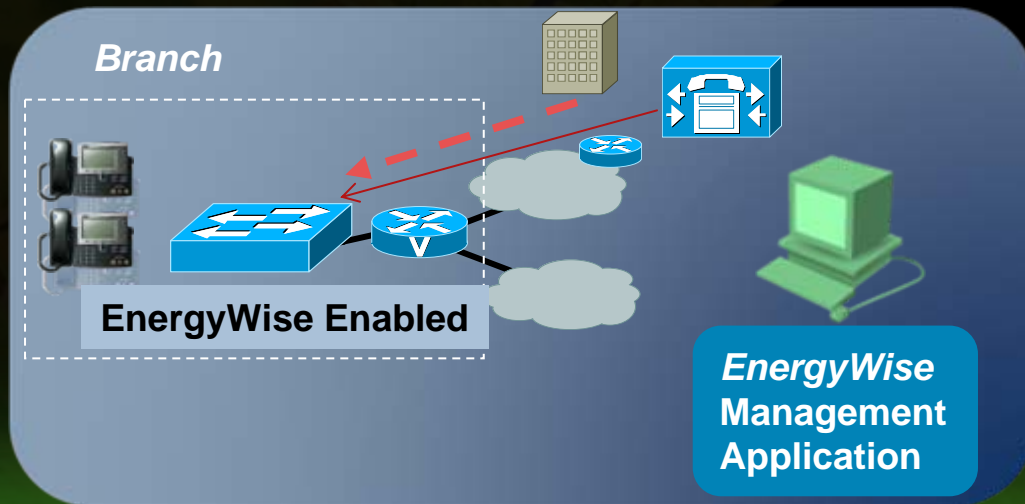 Branch
V
EnergyWise Enabled
EnergyWise
Management
Application